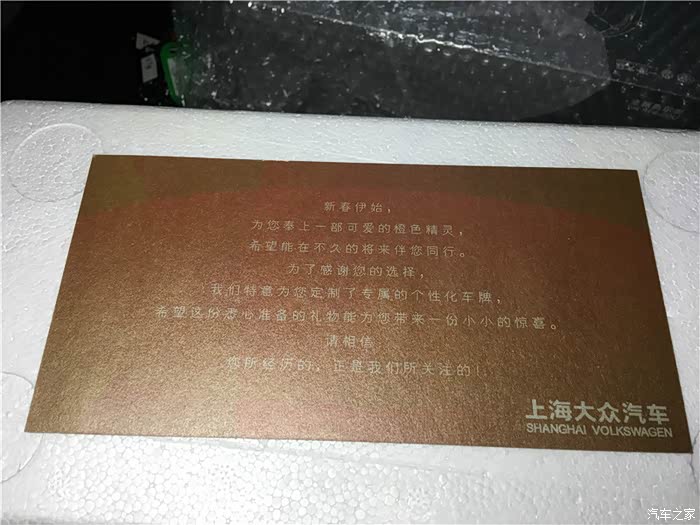 新春伊始，
为您奉上一部可爱的橙色精灵，
希望能在不久的将来伴您同行。
为了感谢您的选择，
我们特意为您定制了专属的个性化车牌，
希望这份悉心准备的礼物能为您带来一份小小的惊喜。
请相信
您所经历的，正是我们所关注的！
上海大众汽车
SHANGHAI VOLKSWAGEN
汽车之家